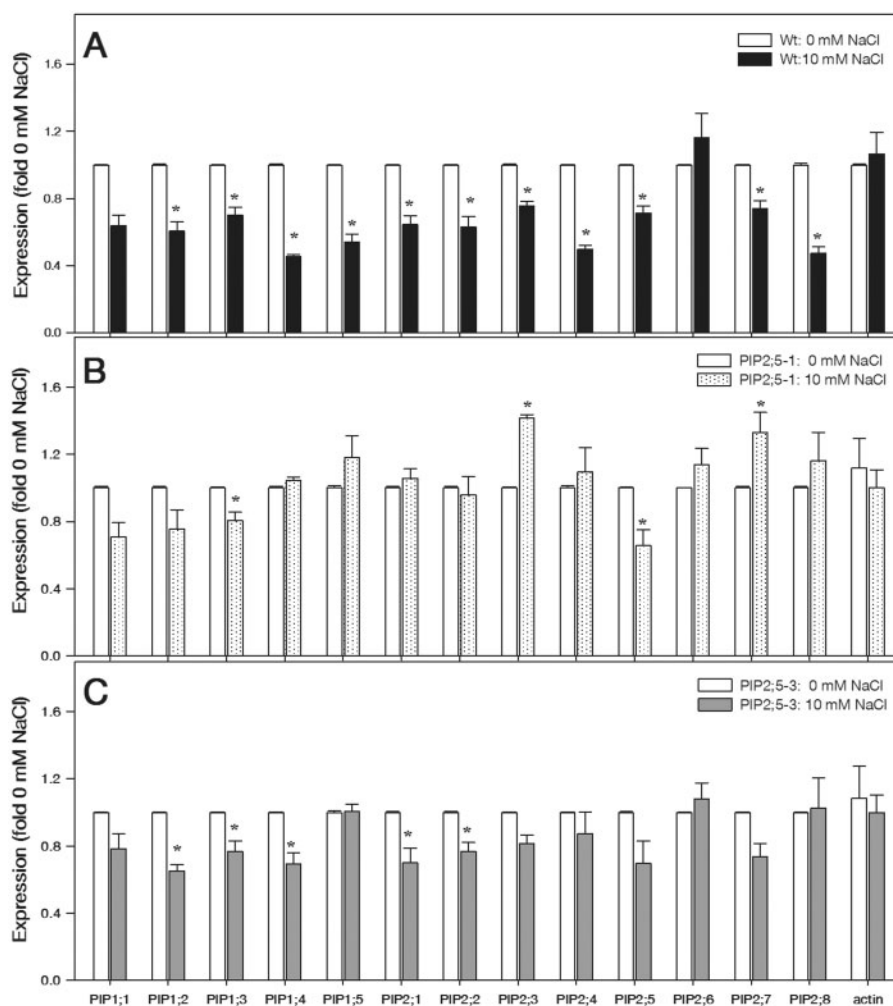 A
Wt: 0 mM NaCl
Wt:10 mM NaCl
Expression (fold 0 mM NaCl)
1.6
1.2
0.8
0.4
0.0
* * * * * * * * * * *
B
PIP2;5-1: 0 mM NaCl
PIP2;5-1: 10 mM NaCl
Expression (fold 0 mM NaCl)
1.6
1.2
0.8
0.4
0.0
* * * *
C
PIP2;5-3: 0 mM NaCl
PIP2;5-3: 10 mM NaCl
Expression (fold 0 mM NaCl)
1.6
1.2
0.8
0.4
0.0
* * * * *
PIP1;1 PIP1;2 PIP1;3 PIP1;4 PIP1;5 PIP2;1 PIP2;2 PIP2;3 PIP2;4 PIP2;5 PIP2;6 PIP2;7 PIP2;8 actin